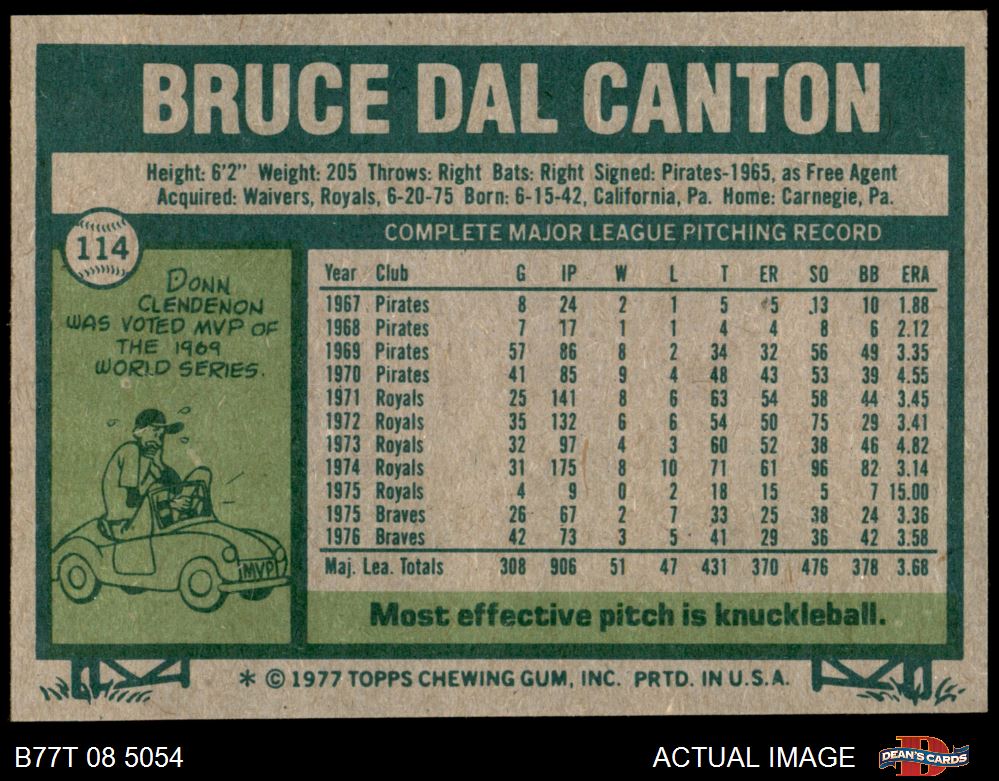 BRUCE DAL CANTON
Height: 6'2" Weight: 205 Throws: Right Bats: Right Signed: Pirates-1965, as Free Agent
Acquired: Waivers, Royals, 6-20-75 Born: 6-15-42, California, Pa. Home: Carnegie, Pa.
114
DONN
CLENDENON
WAS VOTED MVP OF
THE 1969
WORLD SERIES.
MVP
COMPLETE MAJOR LEAGUE PITCHING RECORD
Year Club G IP W L T ER SO BB ERA
1967 Pirates 8 24 2 1 5 5 13 10 1.88
1968 Pirates 7 17 1 1 4 4 8 6 2.12
1969 Pirates 57 86 8 2 34 32 56 49 3.35
1970 Pirates 41 85 9 4 48 43 53 39 4.55
1971 Royals 25 141 8 6 63 54 58 44 3.45
1972 Royals 35 132 6 6 54 50 75 29 3.41
1973 Royals 32 97 4 3 60 52 38 46 4.82
1974 Royals 31 175 8 10 71 61 96 82 3.14
1975 Royals 4 9 0 2 18 15 5 7 15.00
1975 Braves 26 67 2 7 33 25 38 24 3.36
1976 Braves 42 73 3 5 41 29 36 42 3.58
Maj. Lea. Totals 308 906 51 47 431 370 476 378 3.68
Most effective pitch is knuckleball.
* © 1977 TOPPS CHEWING GUM, INC. PRTD. IN U.S.A.
B77T 08 5054
ACTUAL IMAGE
DEAN'S CARDS